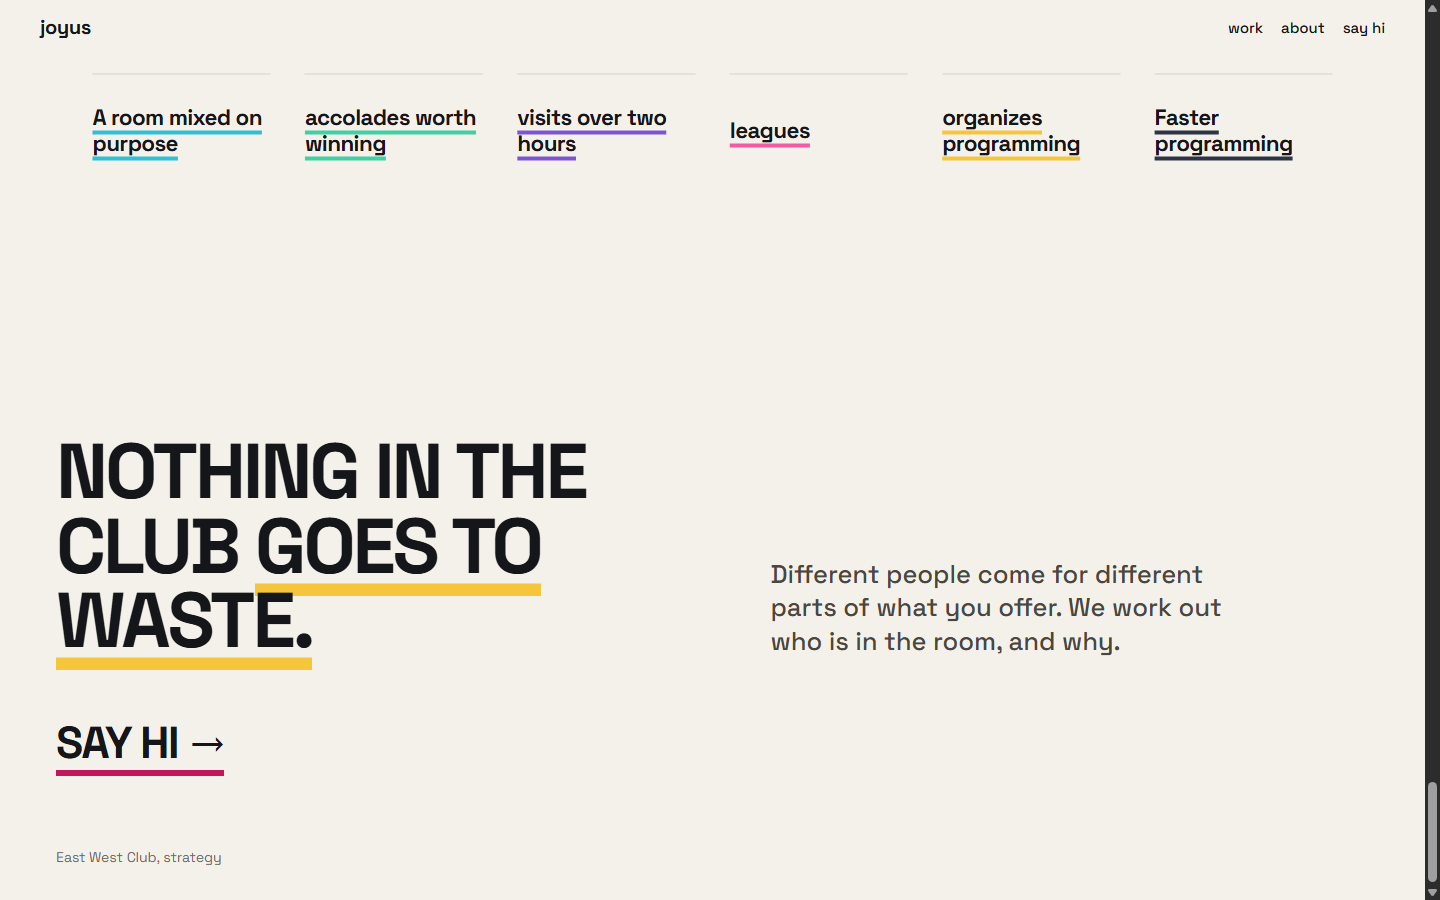 joyus
work about say hi
A room mixed on
purpose
accolades worth
winning
visits over two
hours
leagues
organizes
programming
Faster
programming
NOTHING IN THE
CLUB GOES TO
WASTE.
Different people come for different
parts of what you offer. We work out
who is in the room, and why.
SAY HI →
East West Club, strategy